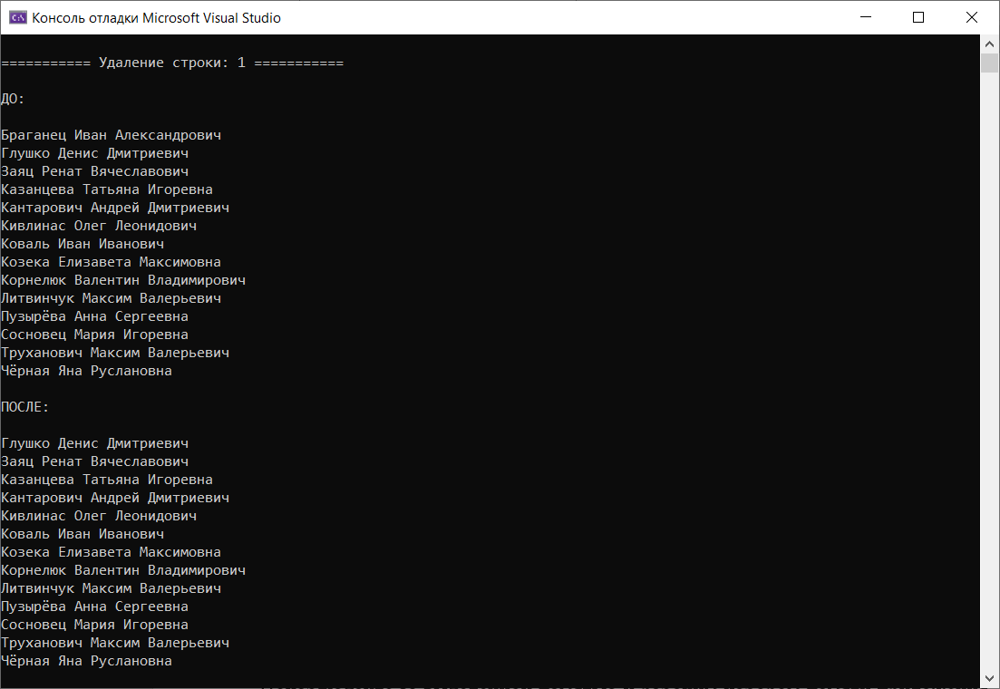 Консоль отладки Microsoft Visual Studio
=========== Удаление строки: 1 ===========
ДО:
Браганец Иван Александрович
Глушко Денис Дмитриевич
Заяц Ренат Вячеславович
Казанцева Татьяна Игоревна
Кантарович Андрей Дмитриевич
Кивлинас Олег Леонидович
Коваль Иван Иванович
Козека Елизавета Максимовна
Корнелюк Валентин Владимирович
Литвинчук Максим Валерьевич
Пузырёва Анна Сергеевна
Сосновец Мария Игоревна
Труханович Максим Валерьевич
Чёрная Яна Руслановна
ПОСЛЕ:
Глушко Денис Дмитриевич
Заяц Ренат Вячеславович
Казанцева Татьяна Игоревна
Кантарович Андрей Дмитриевич
Кивлинас Олег Леонидович
Коваль Иван Иванович
Козека Елизавета Максимовна
Корнелюк Валентин Владимирович
Литвинчук Максим Валерьевич
Пузырёва Анна Сергеевна
Сосновец Мария Игоревна
Труханович Максим Валерьевич
Чёрная Яна Руслановна